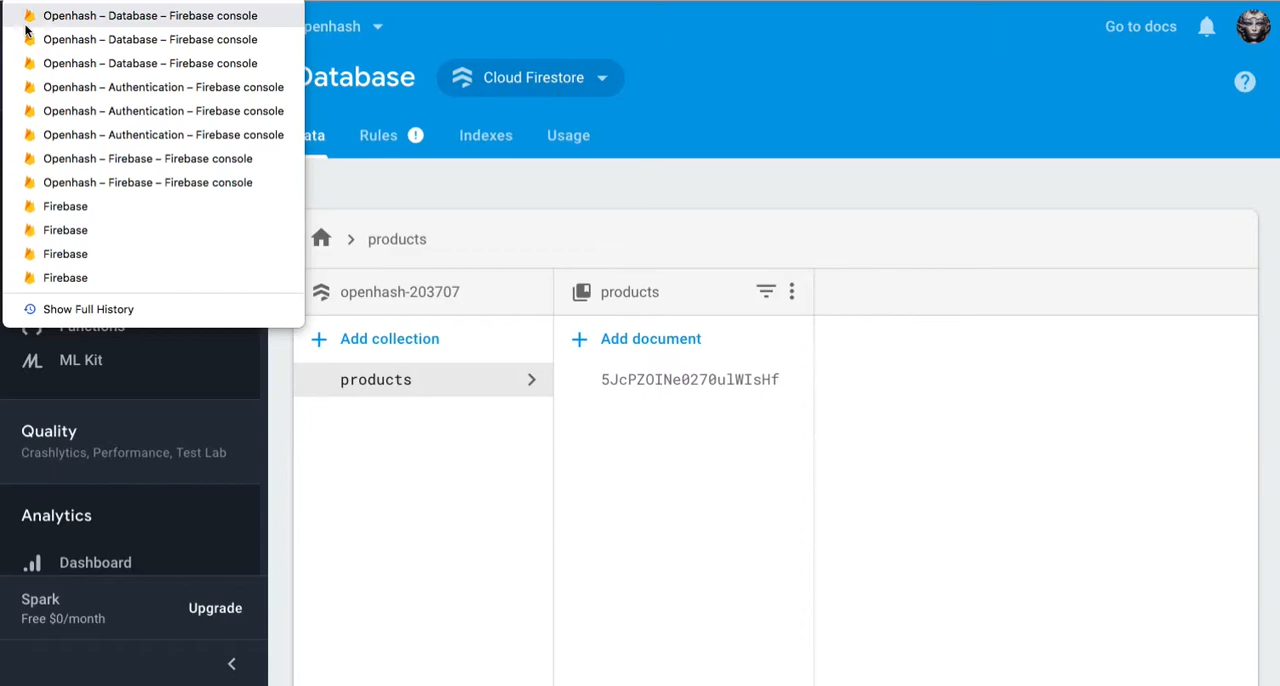 Openhash – Database – Firebase console
Openhash – Database – Firebase console
Openhash – Database – Firebase console
Openhash – Authentication – Firebase console
Openhash – Authentication – Firebase console
Openhash – Authentication – Firebase console
Openhash – Firebase – Firebase console
Openhash – Firebase – Firebase console
Firebase
Firebase
Firebase
Firebase
Show Full History
penhash
Go to docs
Database
Cloud Firestore
ata
Rules
Indexes
Usage
products
openhash-203707
products
Add collection
Add document
products
5JcPZOINe0270ulWIsHf
Functions
ML Kit
Quality
Crashlytics, Performance, Test Lab
Analytics
Dashboard
Spark
Free $0/month
Upgrade